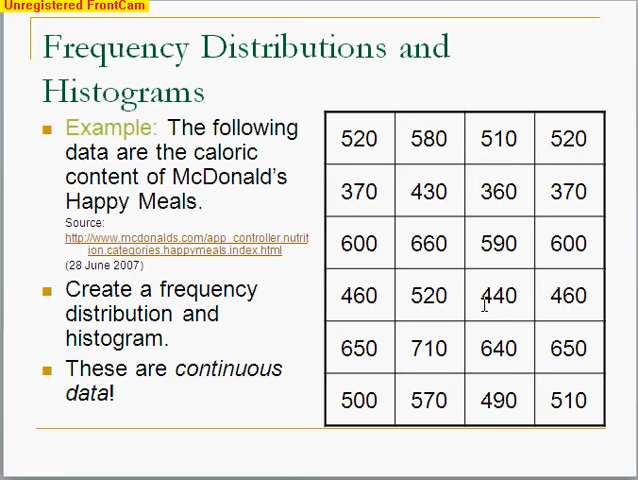 Unregistered FrontCam
Frequency Distributions and
Histograms
Example: The following
data are the caloric
content of McDonald's
Happy Meals.
Source:
http://www.mcdonalds.com/app_controller.nutrit
ion.categories.happymeals.index.html
(28 June 2007)
Create a frequency
distribution and
histogram.
These are continuous
data!
520 580 510 520
370 430 360 370
600 660 590 600
460 520 440 460
650 710 640 650
500 570 490 510